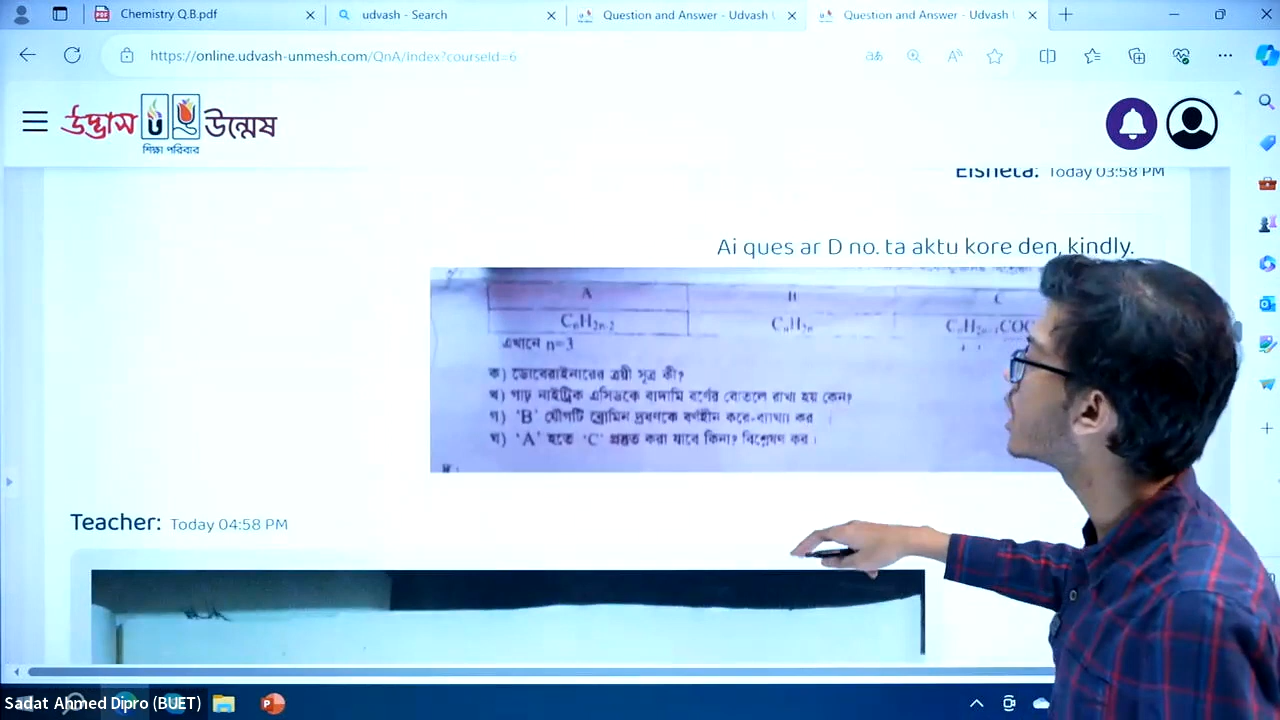 Chemistry Q.B.pdf
udvash - Search
Question and Answer - Udvash
Question and Answer - Udvash
https://online.udvash-unmesh.com/QnA/Index?courseId=6
উদ্ভাস
উন্মেষ
শিক্ষা পরিবার
Eisheta: Today 03:58 PM
Ai ques ar D no. ta aktu kore den, kindly.
A B C
CnH2n-2 CnH2n
এখানে n=3
ক) ডোবেরাইনারের ত্রয়ী সূত্র কী?
খ) গাঢ় নাইট্রিক এসিডকে বাদামি বর্ণের বোতলে রাখা হয় কেন?
গ) ‘B’ যৌগটি ব্রোমিন দ্রবণকে বর্ণহীন করে-ব্যাখ্যা কর
ঘ) ‘A’ হতে ‘C’ প্রস্তুত করা যাবে কিনা? বিশ্লেষণ কর।
Teacher: Today 04:58 PM
Sadat Ahmed Dipro (BUET)